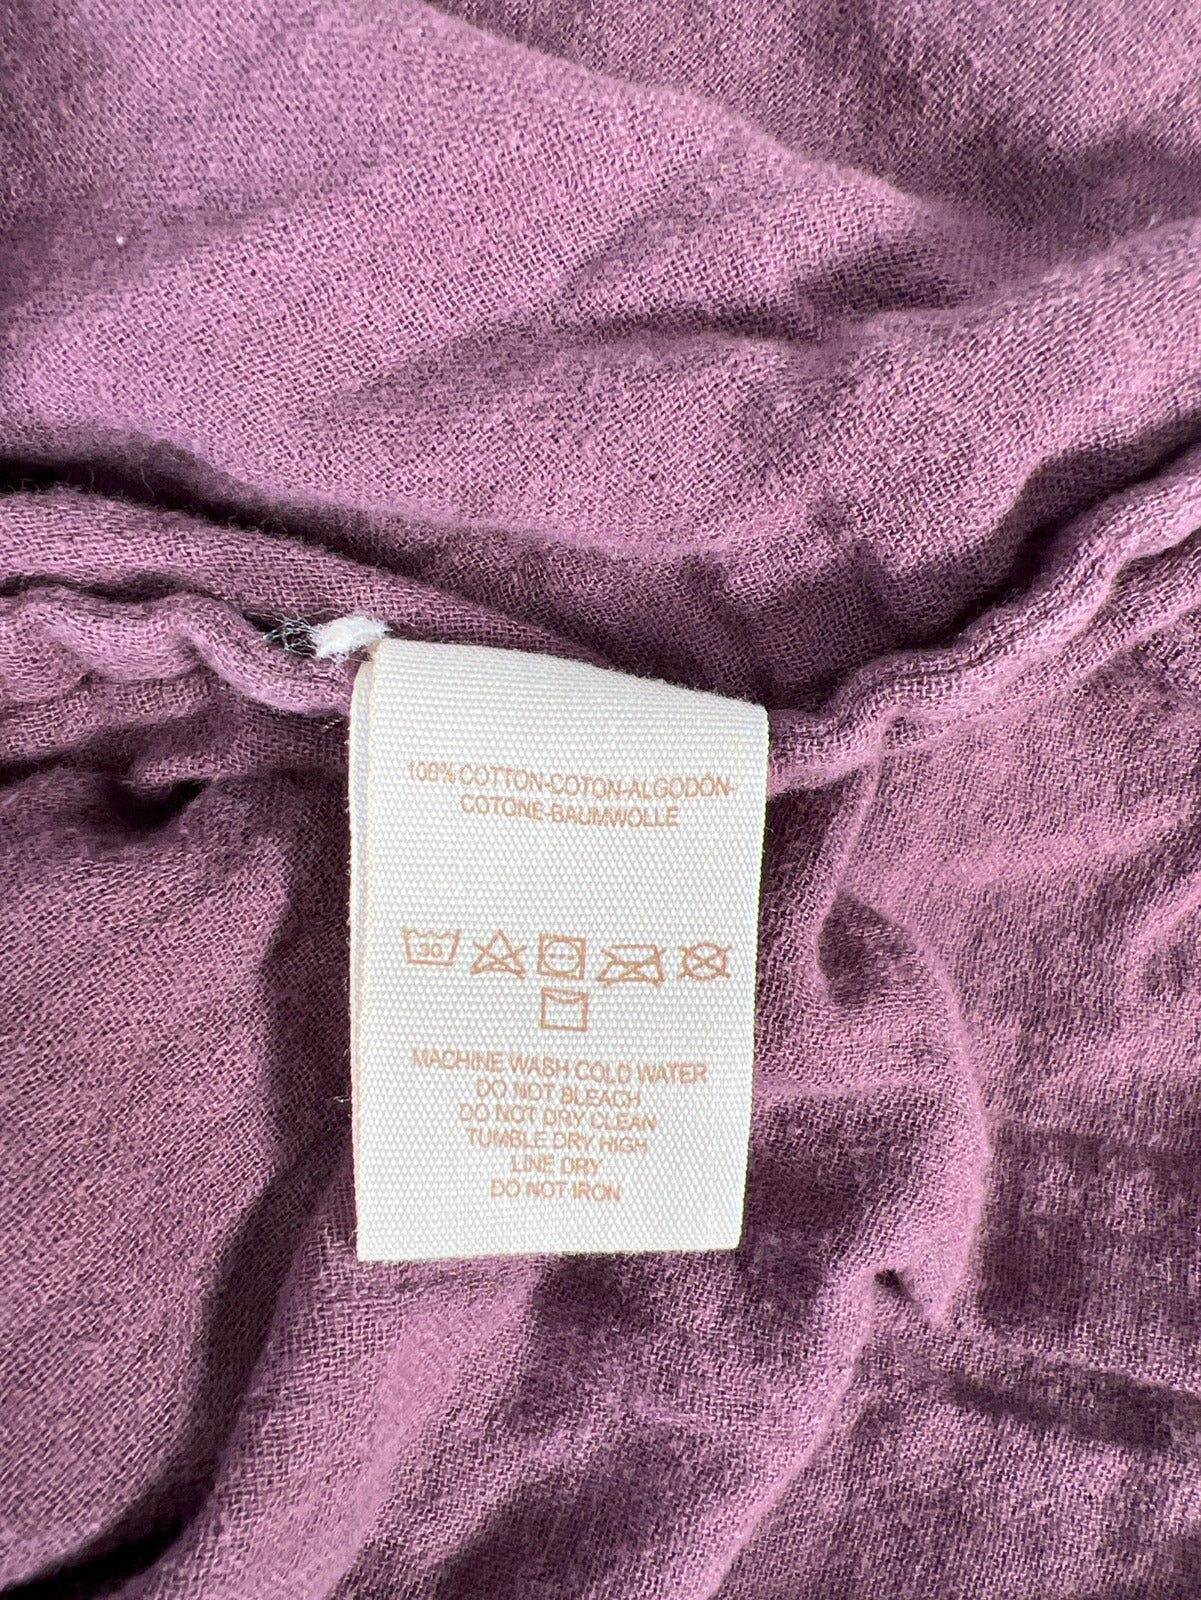 100% COTTON-COTON-ALGODÓN-
COTONE-BAUMWOLLE
30
MACHINE WASH COLD WATER
DO NOT BLEACH
DO NOT DRY CLEAN
TUMBLE DRY HIGH
LINE DRY
DO NOT IRON